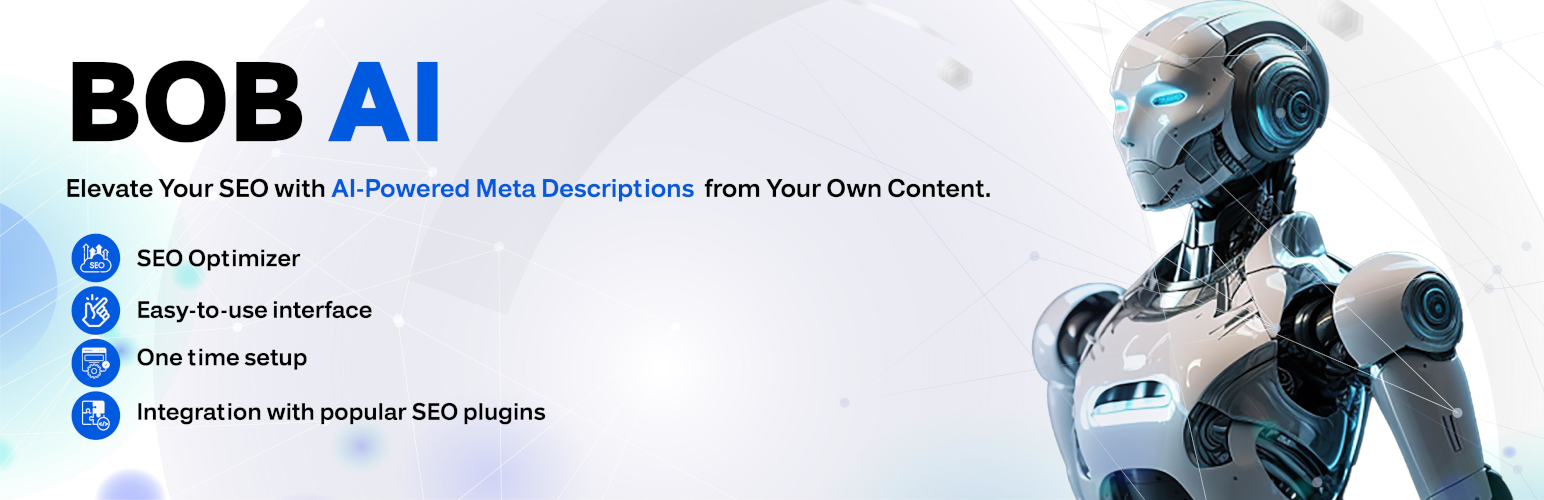 BOB AI
Elevate Your SEO with AI-Powered Meta Descriptions from Your Own Content.
SEO
SEO Optimizer
Easy-to-use interface
One time setup
</>
Integration with popular SEO plugins